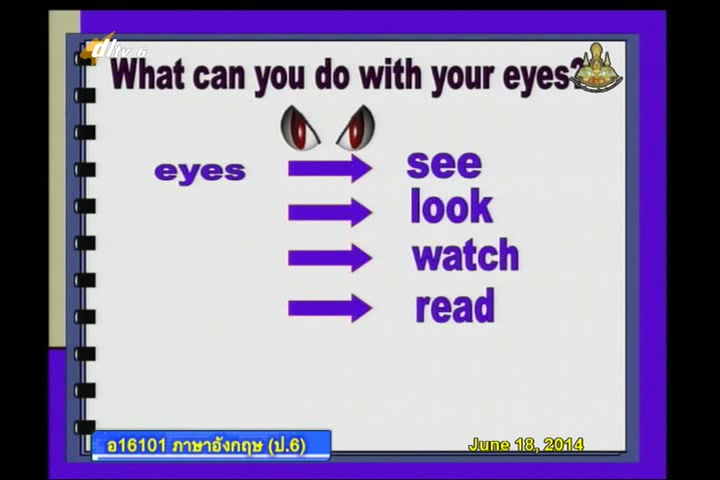 dltv 6
What can you do with your eyes?
eyes
see
look
watch
read
อ16101 ภาษาอังกฤษ (ป.6)
June 18, 2014